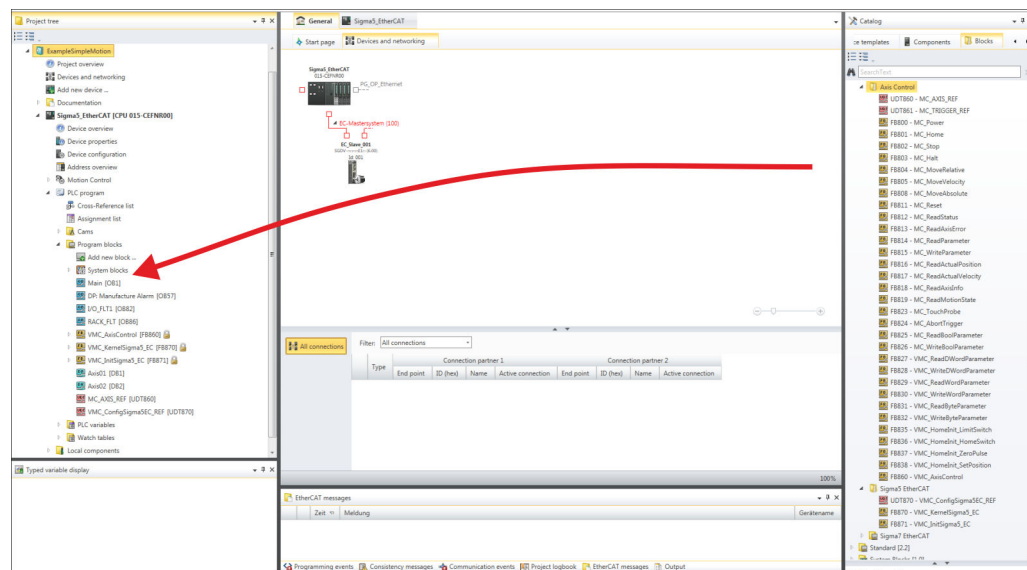 Project tree
ExampleSimpleMotion
Project overview
Devices and networking
Add new device ...
Documentation
Sigma5_EtherCAT [CPU 015-CEFNR00]
Device overview
Device properties
Device configuration
Address overview
Motion Control
PLC program
Cross-Reference list
Assignment list
Cams
Program blocks
Add new block ...
System blocks
Main [OB1]
DP: Manufacture Alarm [OB57]
I/O_FLT1 [OB82]
RACK_FLT [OB86]
VMC_AxisControl [FB860]
VMC_KernelSigma5_EC [FB870]
VMC_InitSigma5_EC [FB871]
Axis01 [DB1]
Axis02 [DB2]
MC_AXIS_REF [UDT860]
VMC_ConfigSigma5EC_REF [UDT870]
PLC variables
Watch tables
Local components
Typed variable display
General
Sigma5_EtherCAT
Start page
Devices and networking
Sigma5_EtherCAT
015-CEFNR00
PG_OP_Ethernet
EC-Mastersystem (100)
EC_Slave_001
All connections
Filter: All connections
Type
Connection partner 1
Connection partner 2
End point
ID (hex)
Name
Active connection
End point
ID (hex)
Name
Active connection
100%
EtherCAT messages
Zeit
Meldung
Gerätename
Programming events
Consistency messages
Communication events
Project logbook
EtherCAT messages
Output
Catalog
ce templates
Components
Blocks
SearchText
Axis Control
UDT860 - MC_AXIS_REF
UDT861 - MC_TRIGGER_REF
FB800 - MC_Power
FB801 - MC_Home
FB802 - MC_Stop
FB803 - MC_Halt
FB804 - MC_MoveRelative
FB805 - MC_MoveVelocity
FB808 - MC_MoveAbsolute
FB811 - MC_Reset
FB812 - MC_ReadStatus
FB813 - MC_ReadAxisError
FB814 - MC_ReadParameter
FB815 - MC_WriteParameter
FB816 - MC_ReadActualPosition
FB817 - MC_ReadActualVelocity
FB818 - MC_ReadAxisInfo
FB819 - MC_ReadMotionState
FB823 - MC_TouchProbe
FB824 - MC_AbortTrigger
FB825 - MC_ReadBoolParameter
FB826 - MC_WriteBoolParameter
FB827 - VMC_ReadDWordParameter
FB828 - VMC_WriteDWordParameter
FB829 - VMC_ReadWordParameter
FB830 - VMC_WriteWordParameter
FB831 - VMC_ReadByteParameter
FB832 - VMC_WriteByteParameter
FB835 - VMC_HomeInit_LimitSwitch
FB836 - VMC_HomeInit_HomeSwitch
FB837 - VMC_HomeInit_ZeroPulse
FB838 - VMC_HomeInit_SetPosition
FB860 - VMC_AxisControl
Sigma5 EtherCAT
UDT870 - VMC_ConfigSigma5EC_REF
FB870 - VMC_KernelSigma5_EC
FB871 - VMC_InitSigma5_EC
Sigma7 EtherCAT
Standard [2.2]